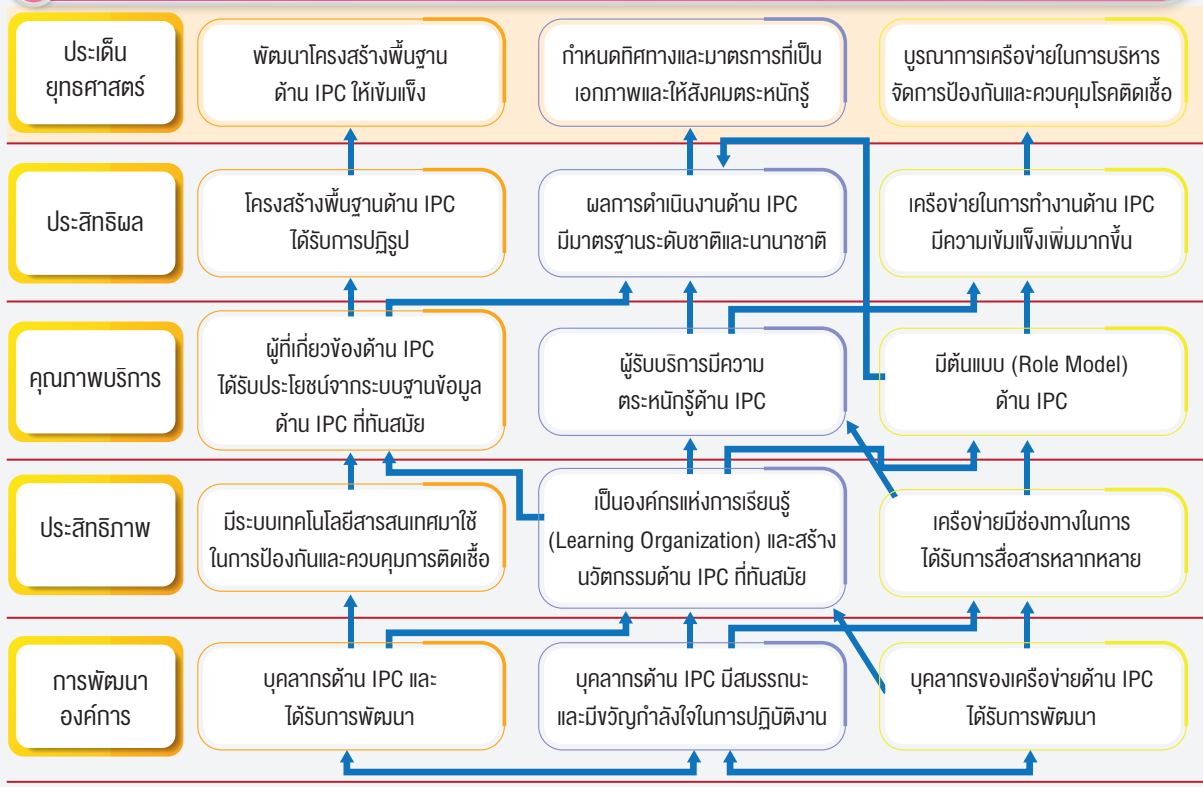 ประเด็น
ยุทธศาสตร์
พัฒนาโครงสร้างพื้นฐาน
ด้าน IPC ให้เข้มแข็ง
กำหนดทิศทางและมาตรการที่เป็น
เอกภาพและให้สังคมตระหนักรู้
บูรณาการเครือข่ายในการบริหาร
จัดการป้องกันและควบคุมโรคติดเชื้อ
ประสิทธิผล
โครงสร้างพื้นฐานด้าน IPC
ได้รับการปฏิรูป
ผลการดำเนินงานด้าน IPC
มีมาตรฐานระดับชาติและนานาชาติ
เครือข่ายในการทำงานด้าน IPC
มีความเข้มแข็งเพิ่มมากขึ้น
คุณภาพบริการ
ผู้ที่เกี่ยวข้องด้าน IPC
ได้รับประโยชน์จากระบบฐานข้อมูล
ด้าน IPC ที่ทันสมัย
ผู้รับบริการมีความ
ตระหนักรู้ด้าน IPC
มีต้นแบบ (Role Model)
ด้าน IPC
ประสิทธิภาพ
มีระบบเทคโนโลยีสารสนเทศมาใช้
ในการป้องกันและควบคุมการติดเชื้อ
เป็นองค์กรแห่งการเรียนรู้
(Learning Organization) และสร้าง
นวัตกรรมด้าน IPC ที่ทันสมัย
เครือข่ายมีช่องทางในการ
ได้รับการสื่อสารหลากหลาย
การพัฒนา
องค์การ
บุคลากรด้าน IPC และ
ได้รับการพัฒนา
บุคลากรด้าน IPC มีสมรรถนะ
และมีขวัญกำลังใจในการปฏิบัติงาน
บุคลากรของเครือข่ายด้าน IPC
ได้รับการพัฒนา